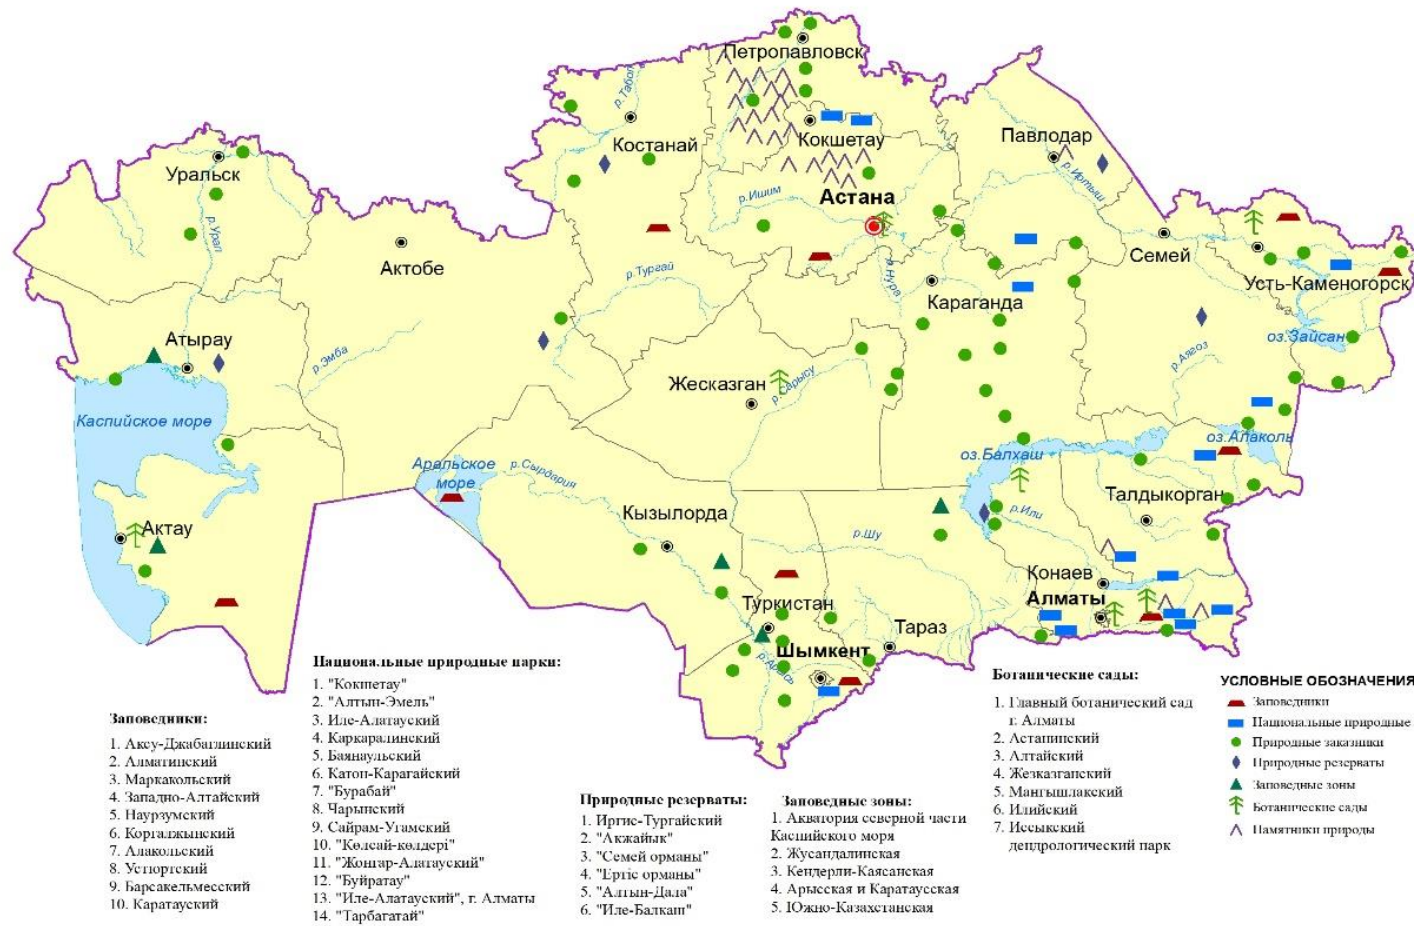 Петропавловск
р.Табол
Кокшетау
Костанай
Павлодар
р.Иртыш
Уральск
р.Урал
р.Ишим
Астана
Актобе
р.Тургай
р.Нура
Караганда
Семей
Усть-Каменогорск
оз.Зайсан
Атырау
р.Эмба
Жесказган
р.Сарысу
р.Аягоз
Каспийское море
Аральское
море
р.Сырдария
оз.Балхаш
оз.Алаколь
Талдыкорган
Актау
Кызылорда
р.Шу
р.Или
Конаев
Алматы
Туркистан
Тараз
Шымкент
р.Арысь
Заповедники:
1. Аксу-Джабаглинский
2. Алматинский
3. Маркакольский
4. Западно-Алтайский
5. Наурзумский
6. Коргалжынский
7. Алакольский
8. Устюртский
9. Барсакельмесский
10. Каратауский
Национальные природные парки:
1. "Кокшетау"
2. "Алтын-Эмель"
3. Иле-Алатауский
4. Каркаралинский
5. Баянаульский
6. Катон-Карагайский
7. "Бурабай"
8. Чарынский
9. Сайрам-Угамский
10. "Көлсай-көлдері"
11. "Жонгар-Алатауский"
12. "Буйратау"
13. "Иле-Алатауский", г. Алматы
14. "Тарбагатай"
Природные резерваты:
1. Иргис-Тургайский
2. "Акжайык"
3. "Семей орманы"
4. "Ертіс орманы"
5. "Алтын-Дала"
6. "Иле-Балкаш"
Заповедные зоны:
1. Акватория северной части
Каспийского моря
2. Жусандалинская
3. Кендерли-Каясанская
4. Арысская и Каратаусская
5. Южно-Казахстанская
Ботанические сады:
1. Главный ботанический сад
г. Алматы
2. Астанинский
3. Алтайский
4. Жезказганский
5. Мангышлакский
6. Илийский
7. Иссыкский
дендрологический парк
УСЛОВНЫЕ ОБОЗНАЧЕНИЯ
Заповедники
Национальные природные
Природные заказники
Природные резерваты
Заповедные зоны
Ботанические сады
Памятники природы